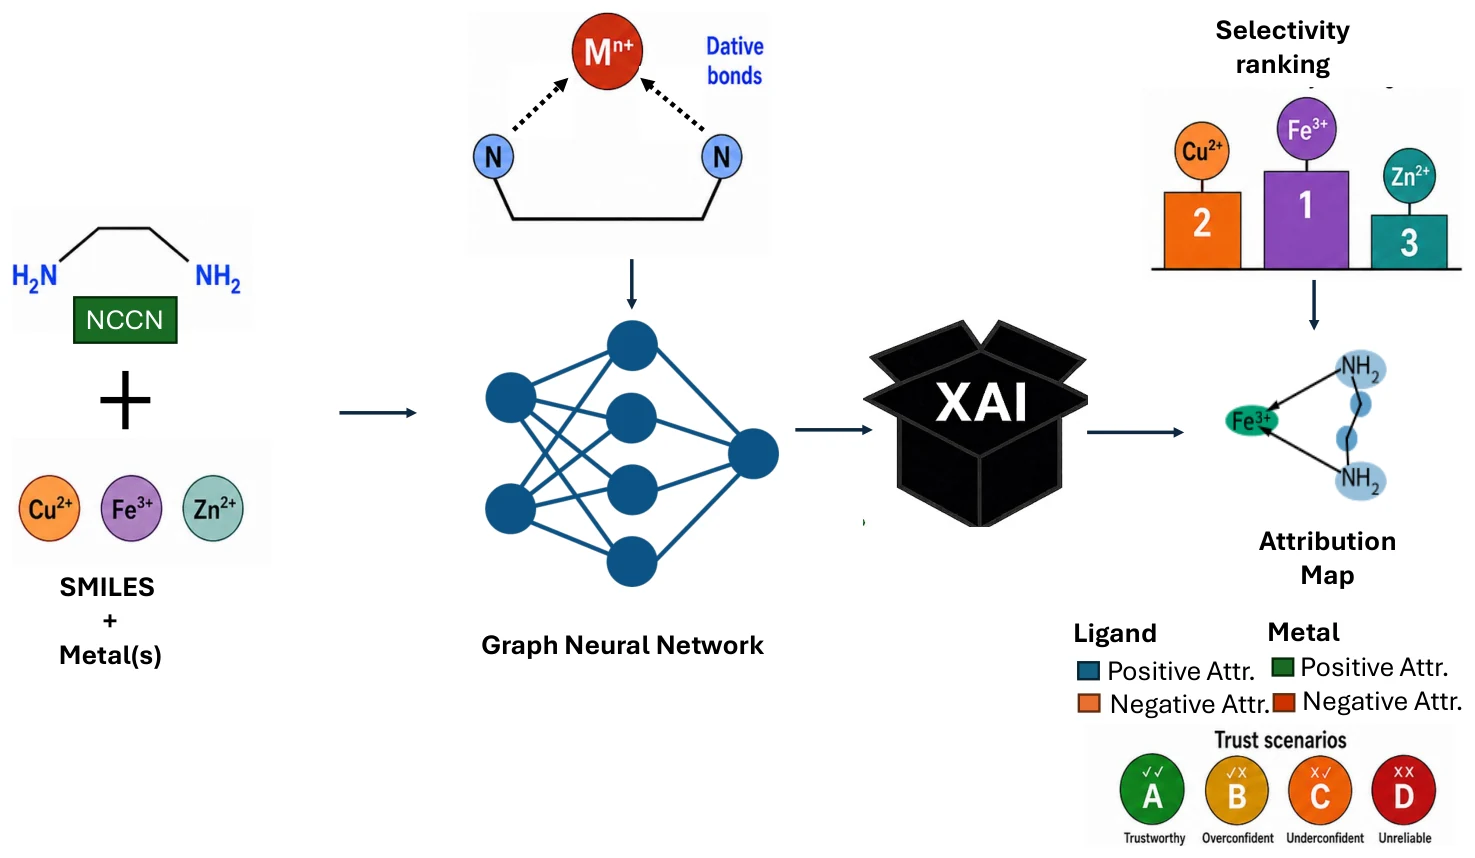 H₂N
NH₂
NCCN
+
Cu²⁺
Fe³⁺
Zn²⁺
SMILES
+
Metal(s)
Mⁿ⁺
Dative
bonds
N
N
Graph Neural Network
XAI
Selectivity
ranking
Cu²⁺
Fe³⁺
Zn²⁺
2
1
3
NH₂
Fe³⁺
NH₂
Attribution
Map
Ligand
Positive Attr.
Negative Attr.
Metal
Positive Attr.
Negative Attr.
Trust scenarios
✓✓
A
Trustworthy
✓X
B
Overconfident
X✓
C
Underconfident
XX
D
Unreliable